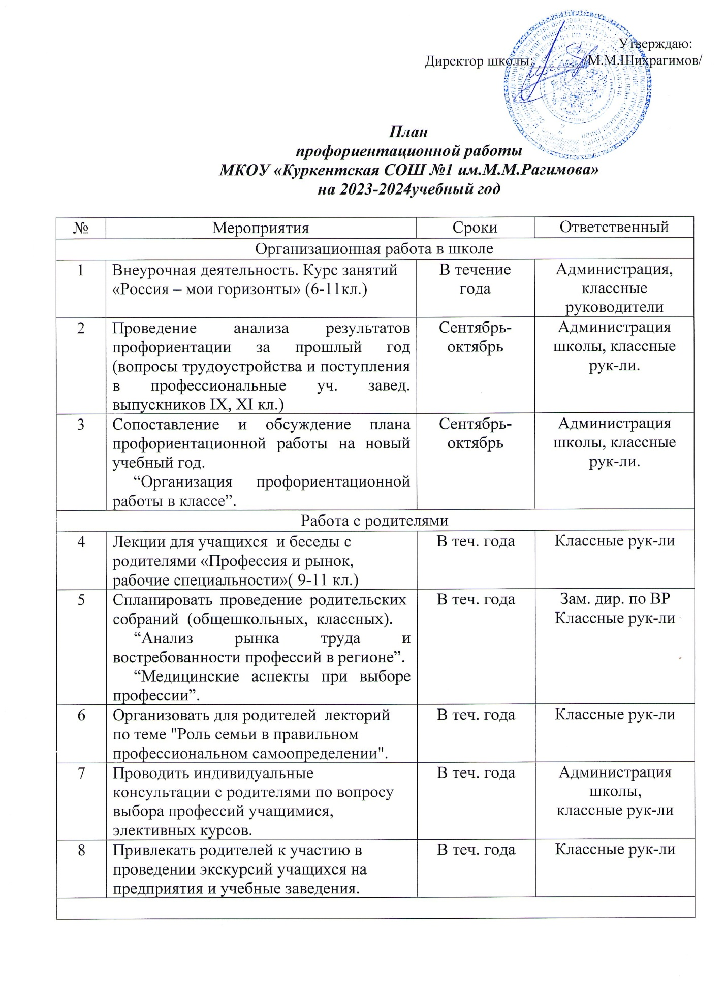 Утверждаю:
Директор школы:________/М.М.Шихрагимов/
План
профориентационной работы
МКОУ «Куркентская СОШ №1 им.М.М.Рагимова»
на 2023-2024учебный год
№ Мероприятия Сроки Ответственный
Организационная работа в школе
1 Внеурочная деятельность. Курс занятий В течение Администрация,
«Россия – мои горизонты» (6-11кл.) года классные
руководители
2 Проведение анализа результатов Сентябрь- Администрация
профориентации за прошлый год октябрь школы, классные
(вопросы трудоустройства и поступления рук-ли.
в профессиональные уч. завед.
выпускников IX, XI кл.)
3 Сопоставление и обсуждение плана Сентябрь- Администрация
профориентационной работы на новый октябрь школы, классные
учебный год. рук-ли.
“Организация профориентационной
работы в классе”.
Работа с родителями
4 Лекции для учащихся и беседы с В теч. года Классные рук-ли
родителями «Профессия и рынок,
рабочие специальности»( 9-11 кл.)
5 Спланировать проведение родительских В теч. года Зам. дир. по ВР
собраний (общешкольных, классных). Классные рук-ли
“Анализ рынка труда и
востребованности профессий в регионе”.
“Медицинские аспекты при выборе
профессии”.
6 Организовать для родителей лекторий В теч. года Классные рук-ли
по теме "Роль семьи в правильном
профессиональном самоопределении".
7 Проводить индивидуальные В теч. года Администрация
консультации с родителями по вопросу школы,
выбора профессий учащимися, классные рук-ли
элективных курсов.
8 Привлекать родителей к участию в В теч. года Классные рук-ли
проведении экскурсий учащихся на
предприятия и учебные заведения.